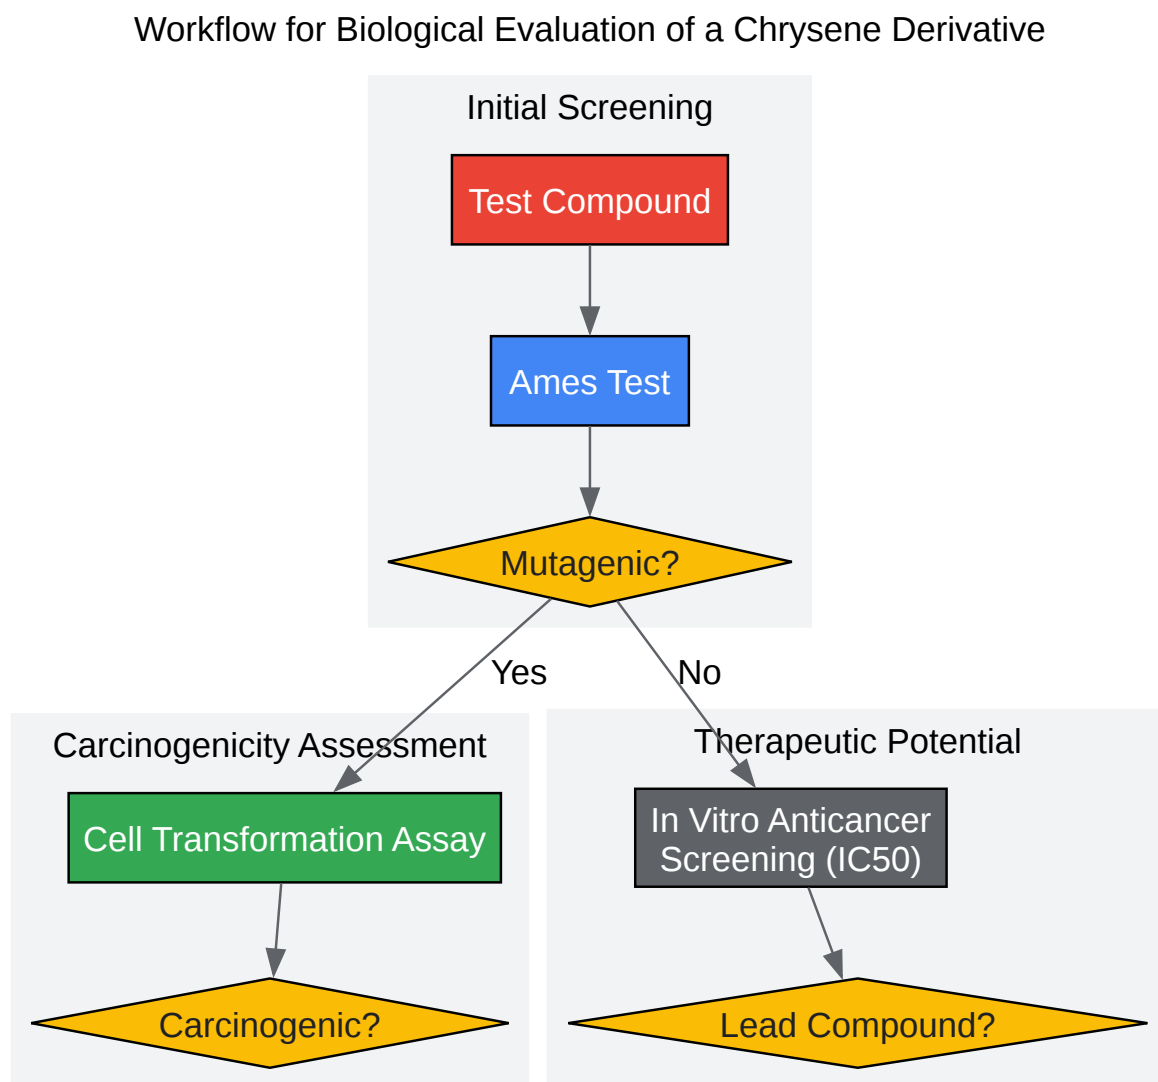 Workflow for Biological Evaluation of a Chrysene Derivative
Initial Screening
Test Compound
Ames Test
Mutagenic?
Yes
No
Carcinogenicity Assessment
Cell Transformation Assay
Carcinogenic?
Therapeutic Potential
In Vitro Anticancer
Screening (IC50)
Lead Compound?